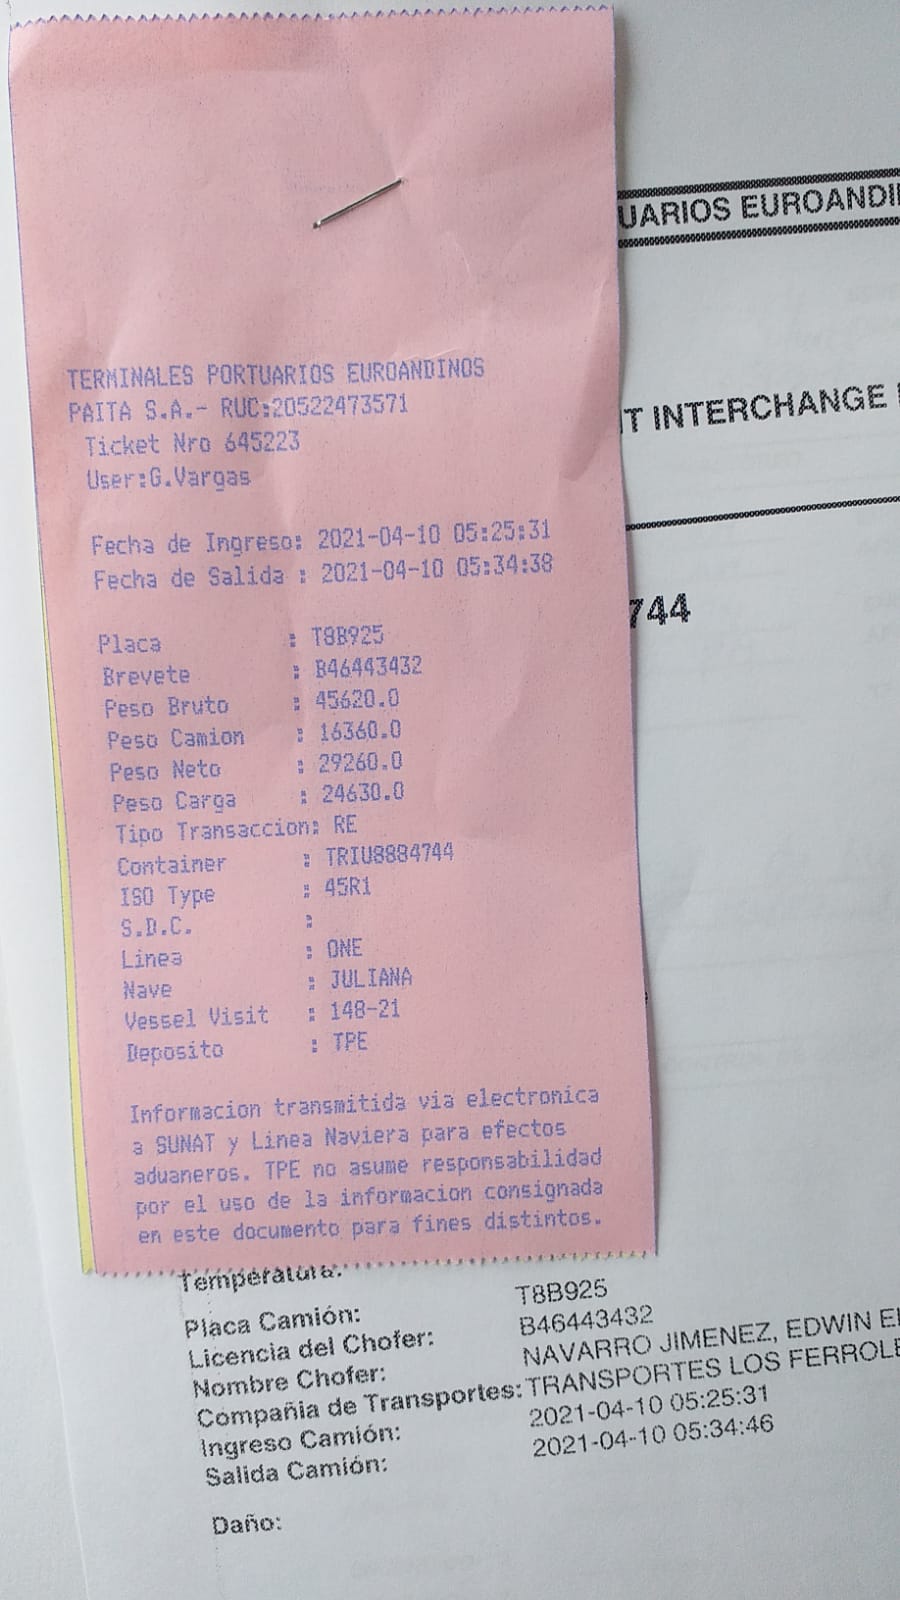 TERMINALES PORTUARIOS EUROANDINOS
PAITA S.A.- RUC:20522473571
Ticket Nro 645223
User:G.Vargas
Fecha de Ingreso: 2021-04-10 05:25:31
Fecha de Salida : 2021-04-10 05:34:38
Placa : T8B925
Brevete : B46443432
Peso Bruto : 45620.0
Peso Camion : 16360.0
Peso Neto : 29260.0
Peso Carga : 24630.0
Tipo Transaccion: RE
Container : TRIU8884744
ISO Type : 45R1
S.D.C. :
Linea : ONE
Nave : JULIANA
Vessel Visit : 148-21
Deposito : TPE
Informacion transmitida via electronica
a SUNAT y Linea Naviera para efectos
aduaneros. TPE no asume responsabilidad
por el uso de la informacion consignada
en este documento para fines distintos.
UARIOS EUROANDI
T INTERCHANGE
744
Temperatura:
Placa Camión: T8B925
Licencia del Chofer: B46443432
Nombre Chofer: NAVARRO JIMENEZ, EDWIN
Compañia de Transportes: TRANSPORTES LOS FERROLE
Ingreso Camión: 2021-04-10 05:25:31
Salida Camión: 2021-04-10 05:34:46
Daño: